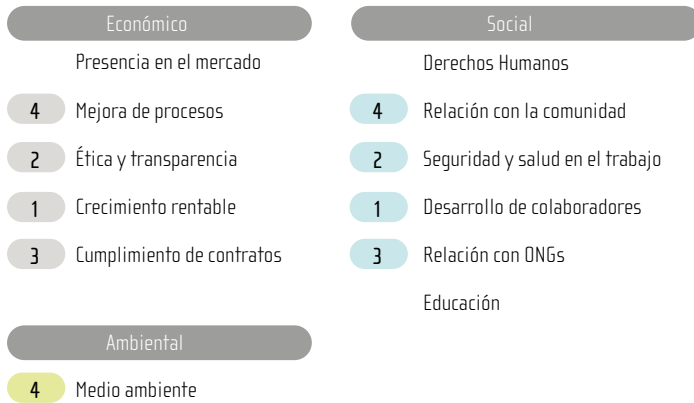 Económico
Presencia en el mercado
4 Mejora de procesos
2 Ética y transparencia
1 Crecimiento rentable
3 Cumplimiento de contratos
Ambiental
4 Medio ambiente
Social
Derechos Humanos
4 Relación con la comunidad
2 Seguridad y salud en el trabajo
1 Desarrollo de colaboradores
3 Relación con ONGs
Educación